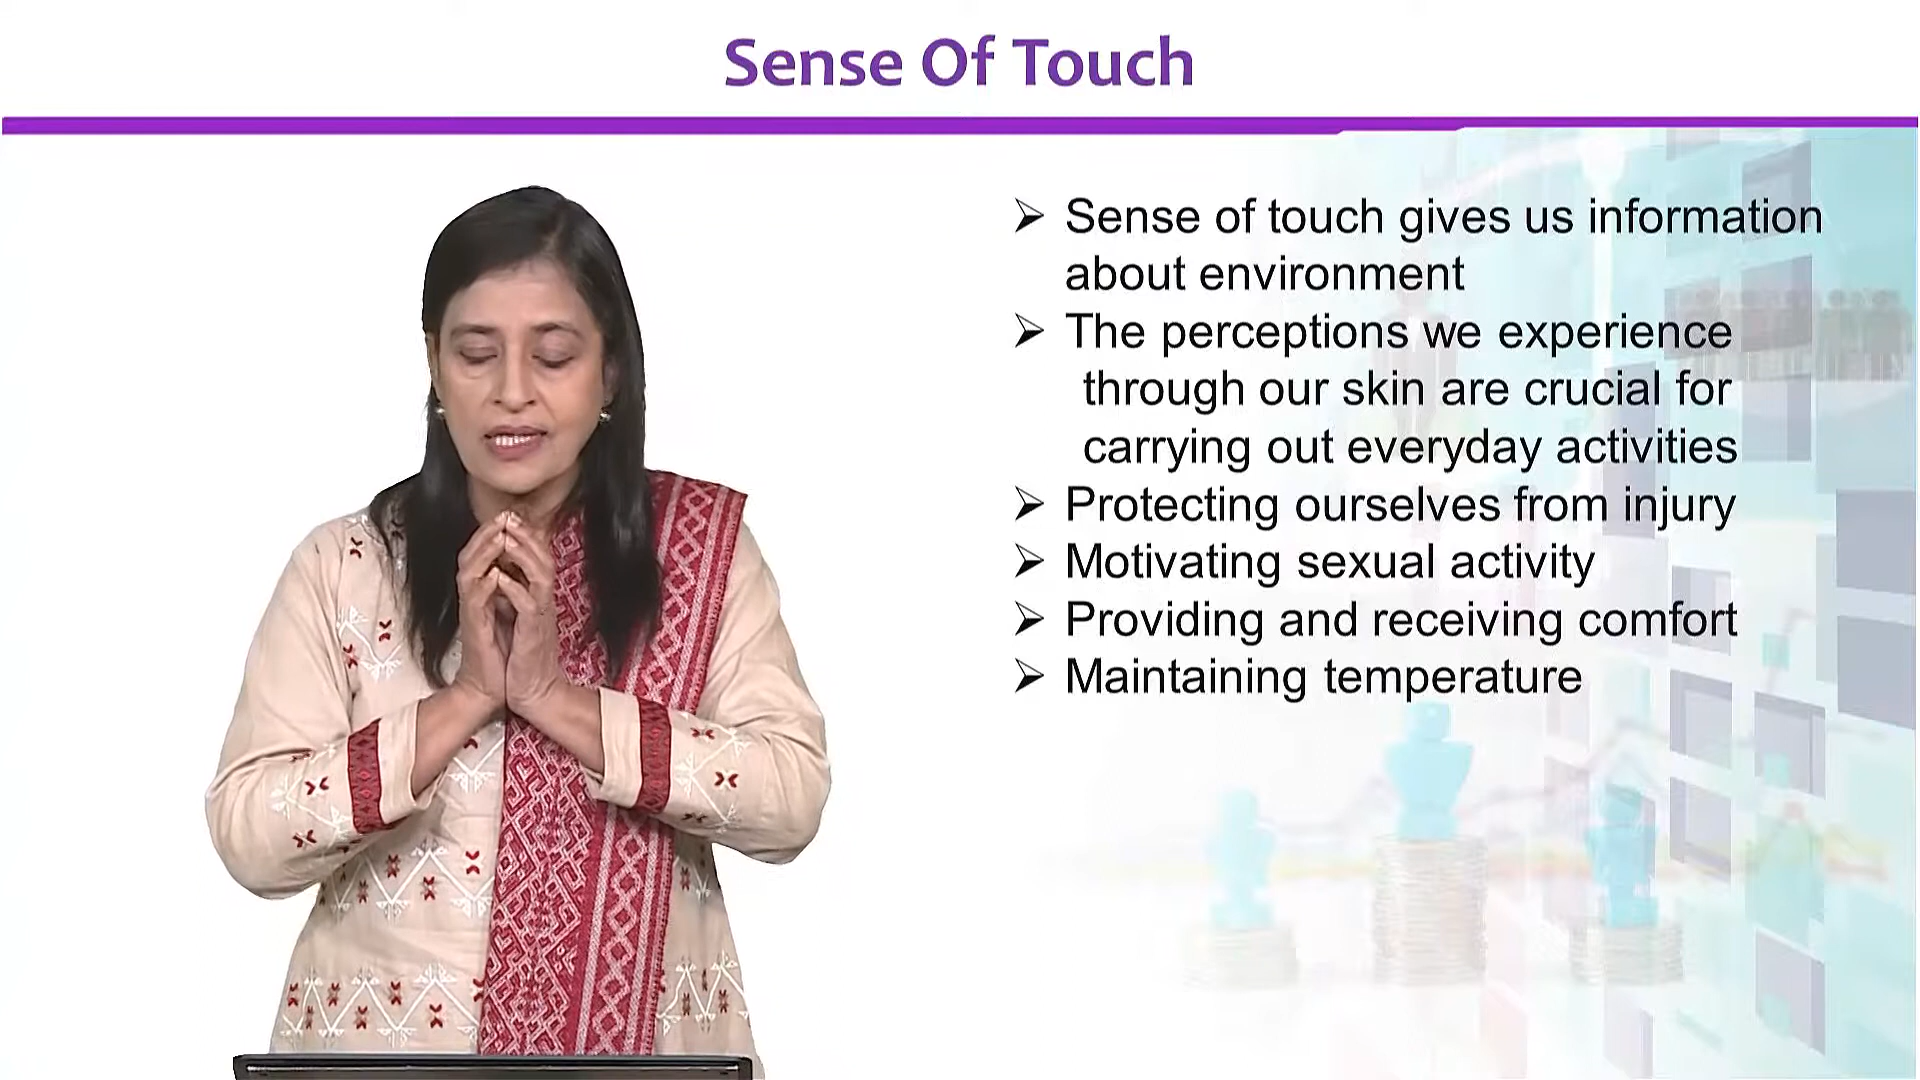 Sense Of Touch
➢ Sense of touch gives us information
about environment
➢ The perceptions we experience
through our skin are crucial for
carrying out everyday activities
➢ Protecting ourselves from injury
➢ Motivating sexual activity
➢ Providing and receiving comfort
➢ Maintaining temperature